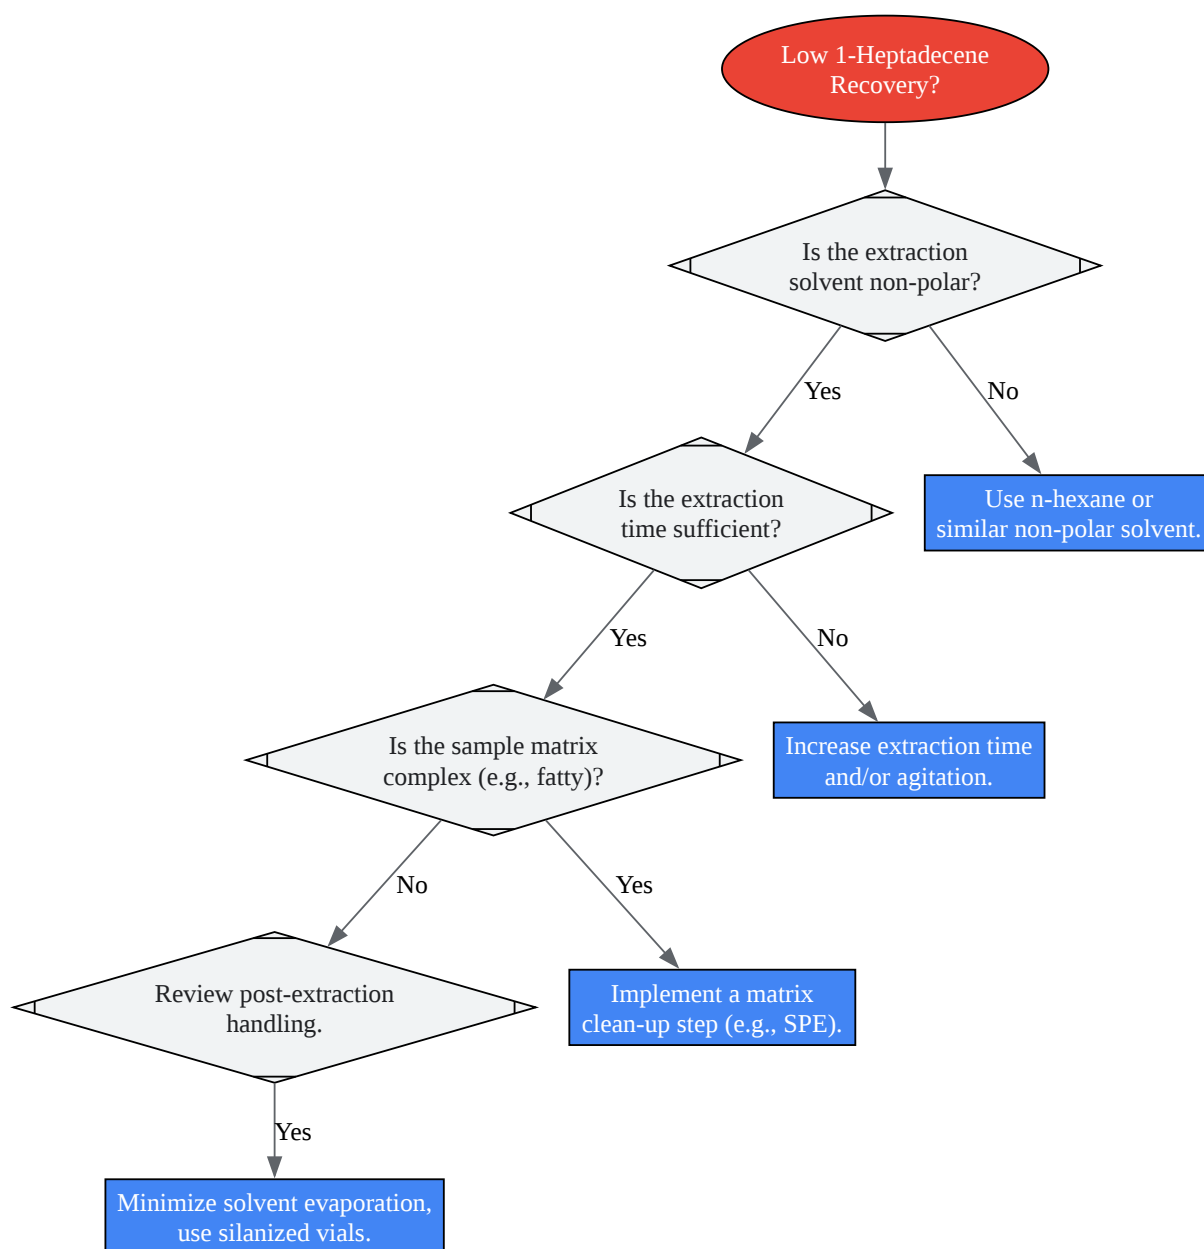 Low 1-Heptadecene
Recovery?
Is the extraction
solvent non-polar?
Yes
No
Is the extraction
time sufficient?
Use n-hexane or
similar non-polar solvent.
Yes
No
Is the sample matrix
complex (e.g., fatty)?
Increase extraction time
and/or agitation.
No
Yes
Review post-extraction
handling.
Implement a matrix
clean-up step (e.g., SPE).
Yes
Minimize solvent evaporation,
use silanized vials.